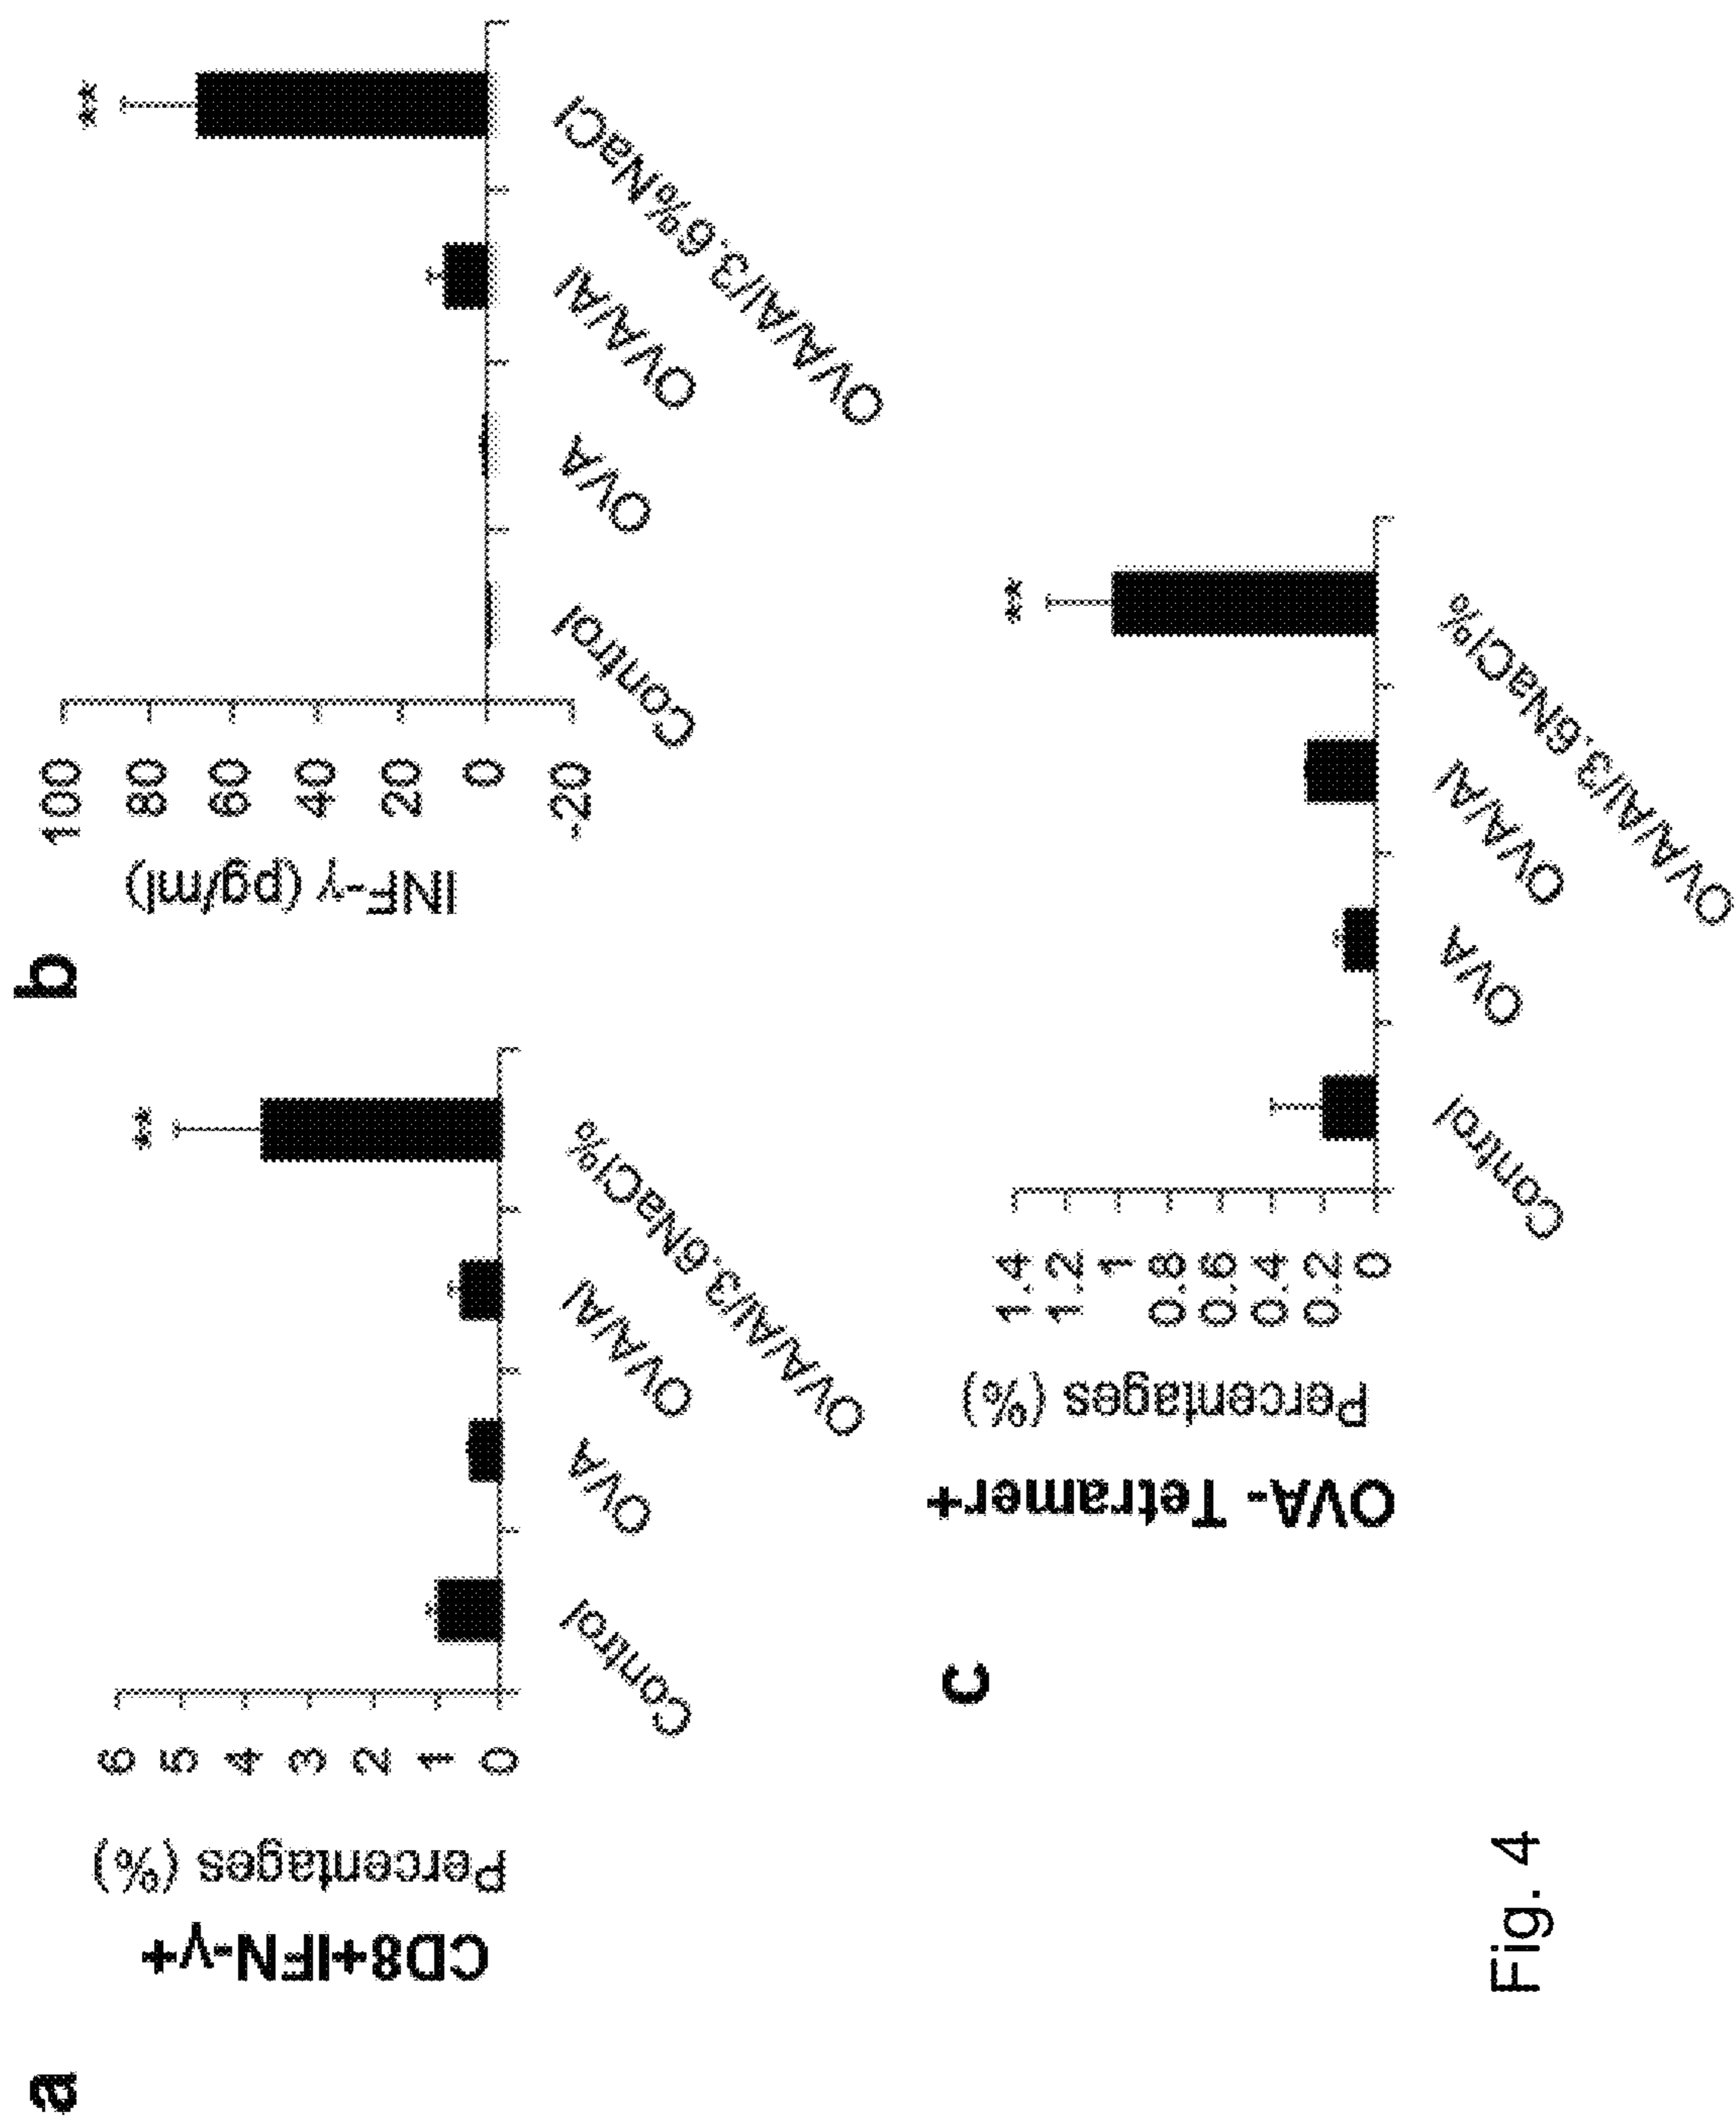 a
CD8+IFN-γ+
Percentages (%)
6
5
4
3
2
1
0
**
Control
OVA
OVA/Al
OVA/Al/3.6NaCl%
b
INF-γ (pg/ml)
100
80
60
40
20
0
-20
**
Control
OVA
OVA/Al
OVA/Al/3.6%NaCl
c
OVA- Tetramer+
Percentages (%)
1.4
1.2
1
0.8
0.6
0.4
0.2
0
**
Control
OVA
OVA/Al
OVA/Al/3.6NaCl%
Fig. 4